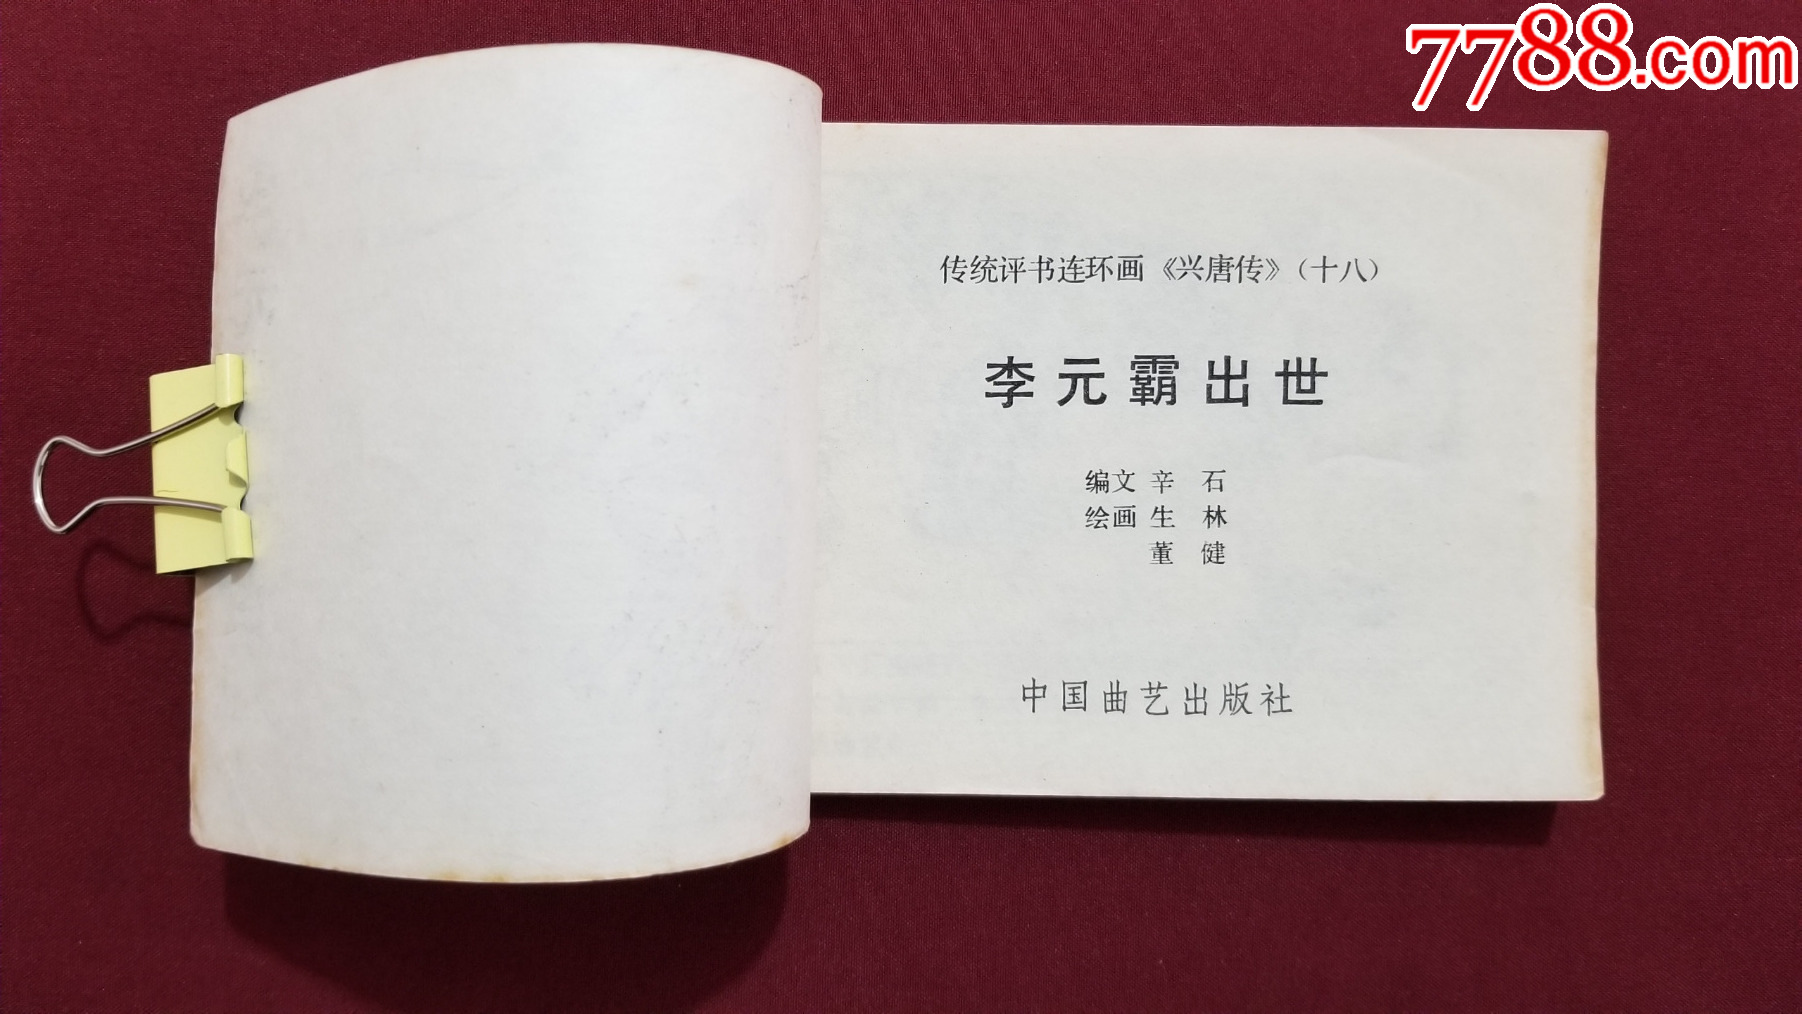 7788.com
传统评书连环画《兴唐传》（十八）
李元霸出世
编文 辛 石
绘画 生 林
董 健
中国曲艺出版社